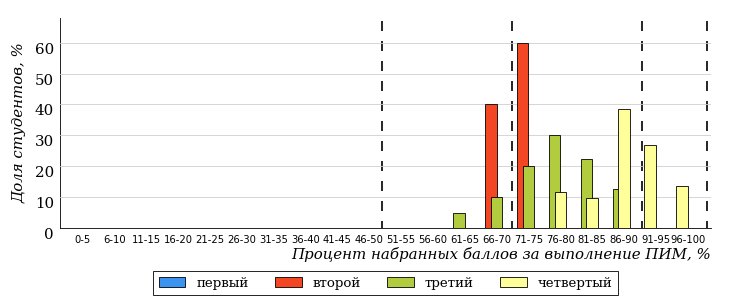 Доля студентов, %
60
50
40
30
20
10
0
0-5 6-10 11-15 16-20 21-25 26-30 31-35 36-40 41-45 46-50 51-55 56-60 61-65 66-70 71-75 76-80 81-85 86-90 91-95 96-100
Процент набранных баллов за выполнение ПИМ, %
первый второй третий четвертый